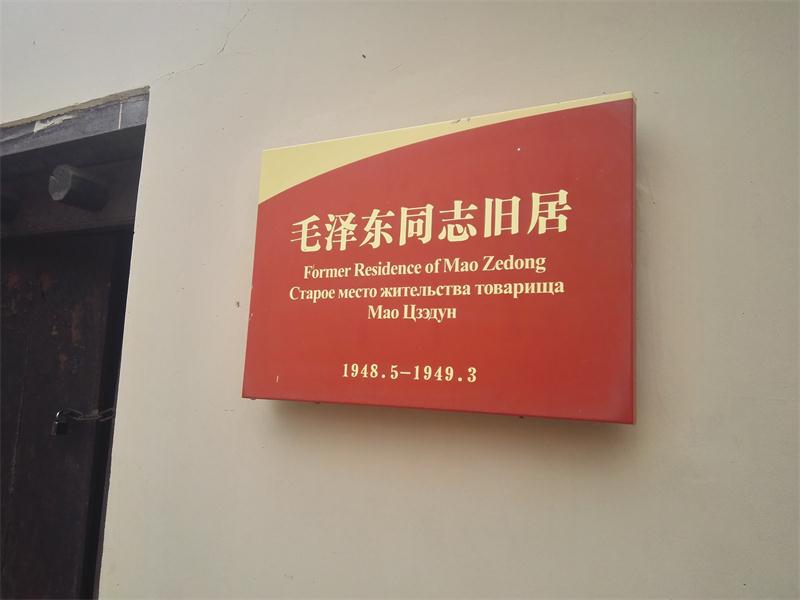 毛泽东同志旧居
Former Residence of Mao Zedong
Старое место жительства товарища
Мао Цзэдун
1948.5-1949.3